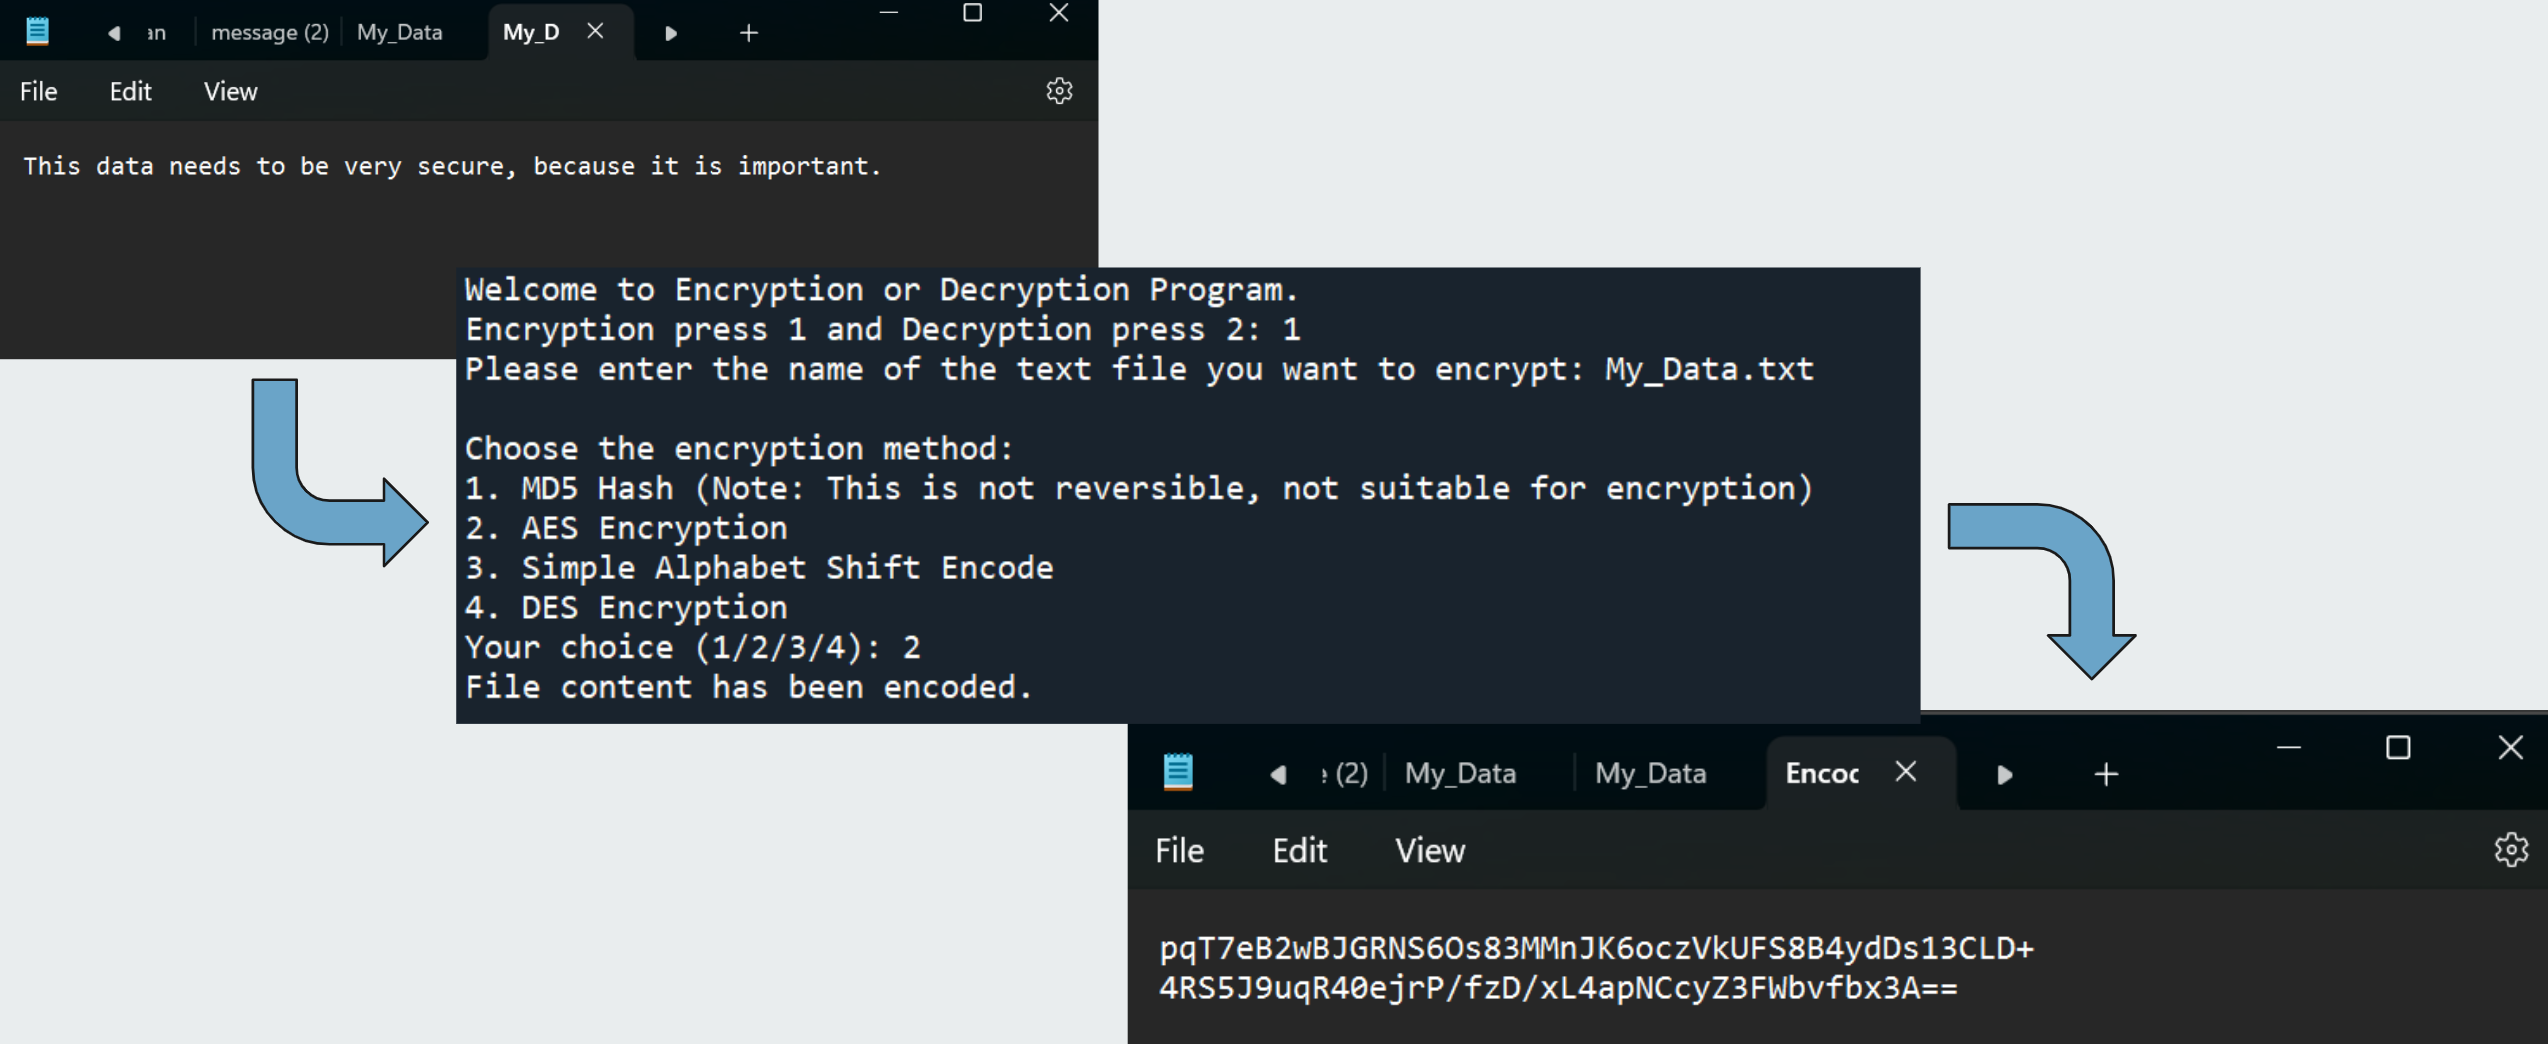 an message (2) My_Data My_D
File Edit View
This data needs to be very secure, because it is important.
Welcome to Encryption or Decryption Program.
Encryption press 1 and Decryption press 2: 1
Please enter the name of the text file you want to encrypt: My_Data.txt
Choose the encryption method:
1. MD5 Hash (Note: This is not reversible, not suitable for encryption)
2. AES Encryption
3. Simple Alphabet Shift Encode
4. DES Encryption
Your choice (1/2/3/4): 2
File content has been encoded.
(2) My_Data My_Data Encoc
File Edit View
pqT7eB2wBJGRNS6Os83MMnJK6oczVkUFS8B4ydDs13CLD+
4RS5J9uqR40ejrP/fzD/xL4apNCcyZ3FWbvfbx3A==